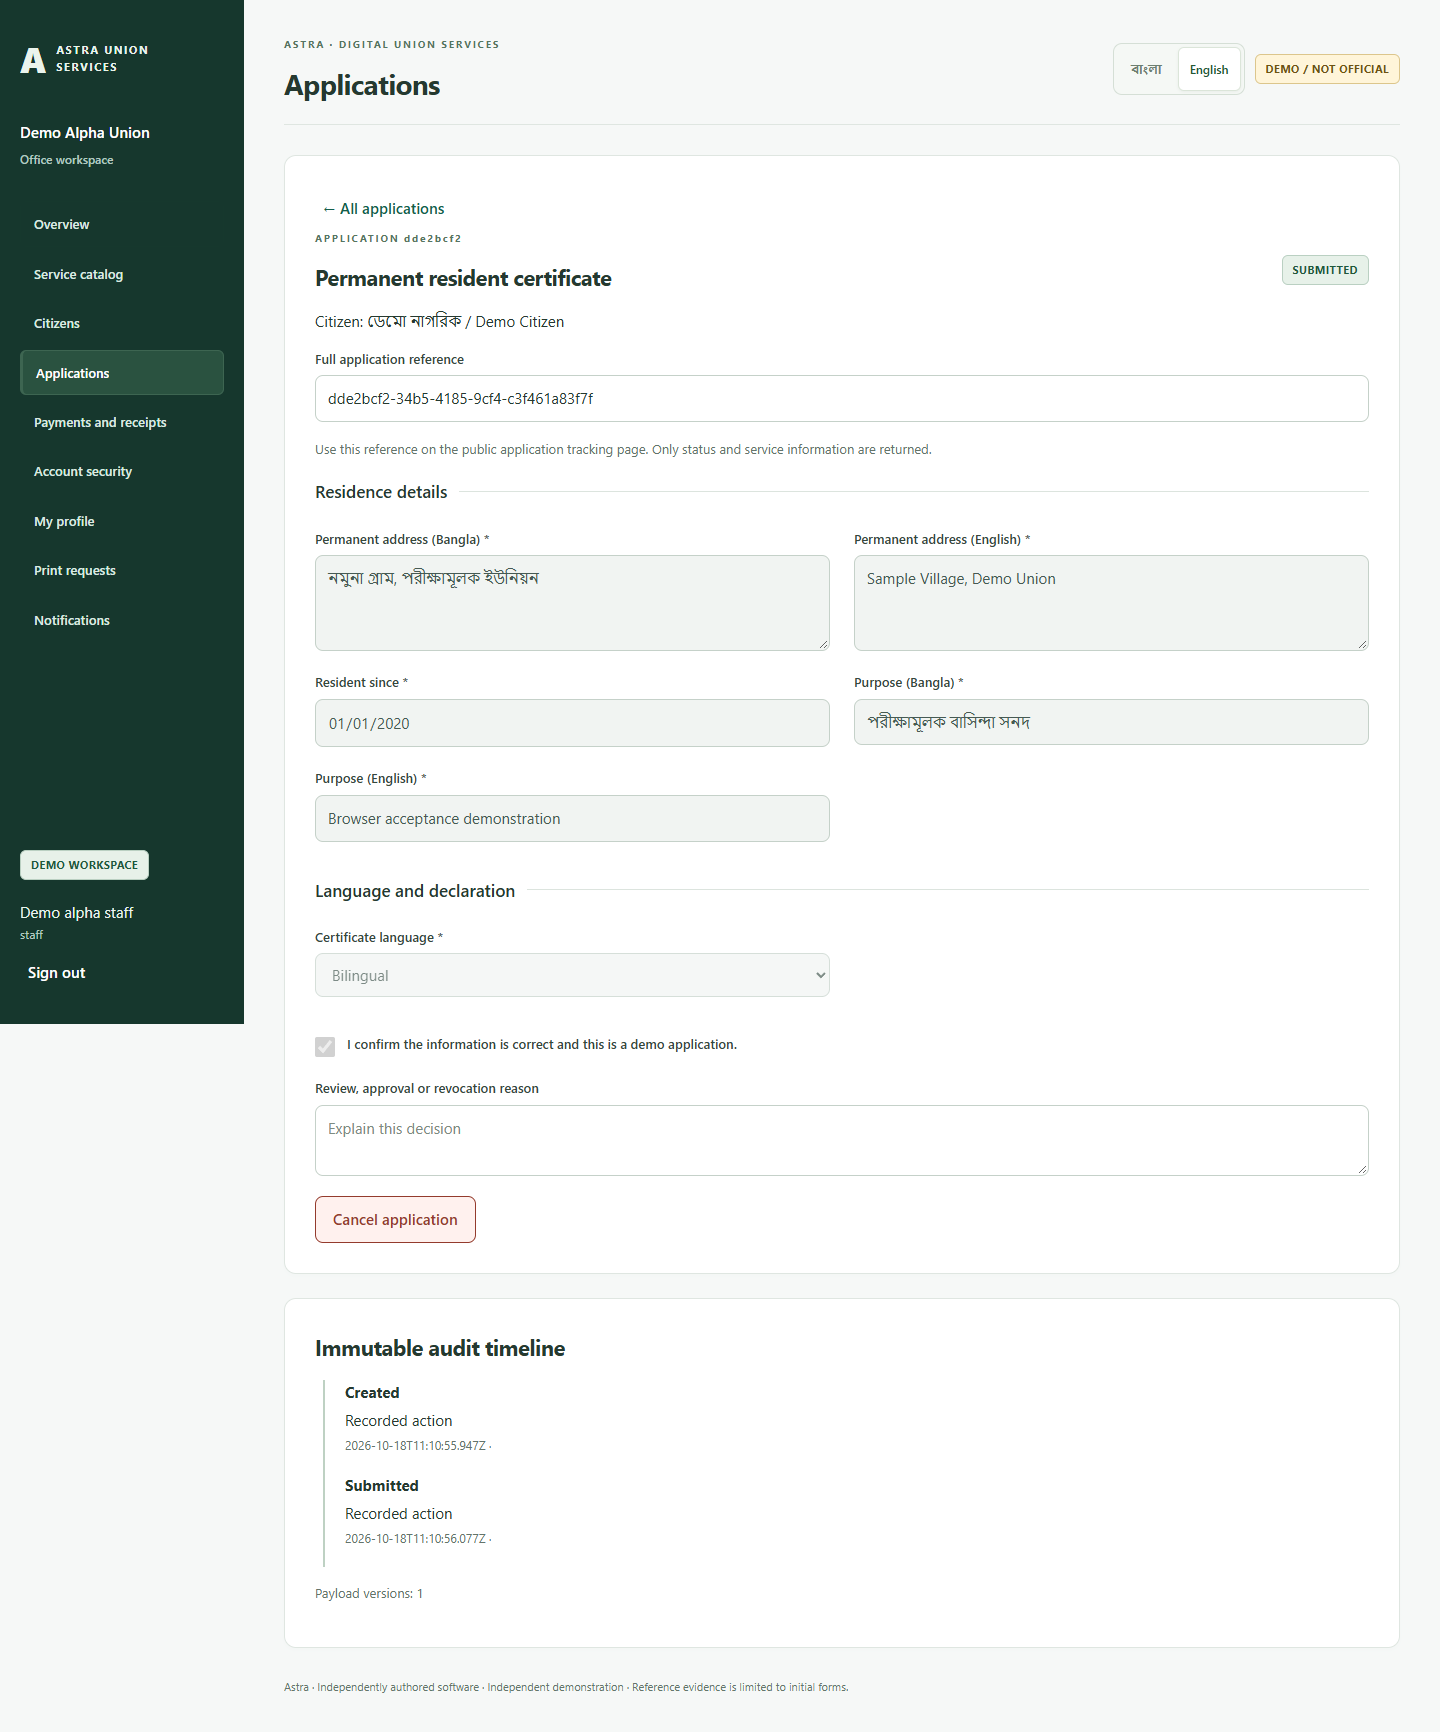 A ASTRA UNION
SERVICES
Demo Alpha Union
Office workspace
Overview
Service catalog
Citizens
Applications
Payments and receipts
Account security
My profile
Print requests
Notifications
DEMO WORKSPACE
Demo alpha staff
staff
Sign out
ASTRA · DIGITAL UNION SERVICES
Applications
বাংলা
English
DEMO / NOT OFFICIAL
← All applications
APPLICATION dde2bcf2
Permanent resident certificate
SUBMITTED
Citizen: ডেমো নাগরিক / Demo Citizen
Full application reference
dde2bcf2-34b5-4185-9cf4-c3f461a83f7f
Use this reference on the public application tracking page. Only status and service information are returned.
Residence details
Permanent address (Bangla) *
Permanent address (English) *
নমুনা গ্রাম, পরীক্ষামূলক ইউনিয়ন
Sample Village, Demo Union
Resident since *
Purpose (Bangla) *
01/01/2020
পরীক্ষামূলক বাসিন্দা সনদ
Purpose (English) *
Browser acceptance demonstration
Language and declaration
Certificate language *
Bilingual
I confirm the information is correct and this is a demo application.
Review, approval or revocation reason
Explain this decision
Cancel application
Immutable audit timeline
Created
Recorded action
2026-10-18T11:10:55.947Z ·
Submitted
Recorded action
2026-10-18T11:10:56.077Z ·
Payload versions: 1
Astra · Independently authored software · Independent demonstration · Reference evidence is limited to initial forms.